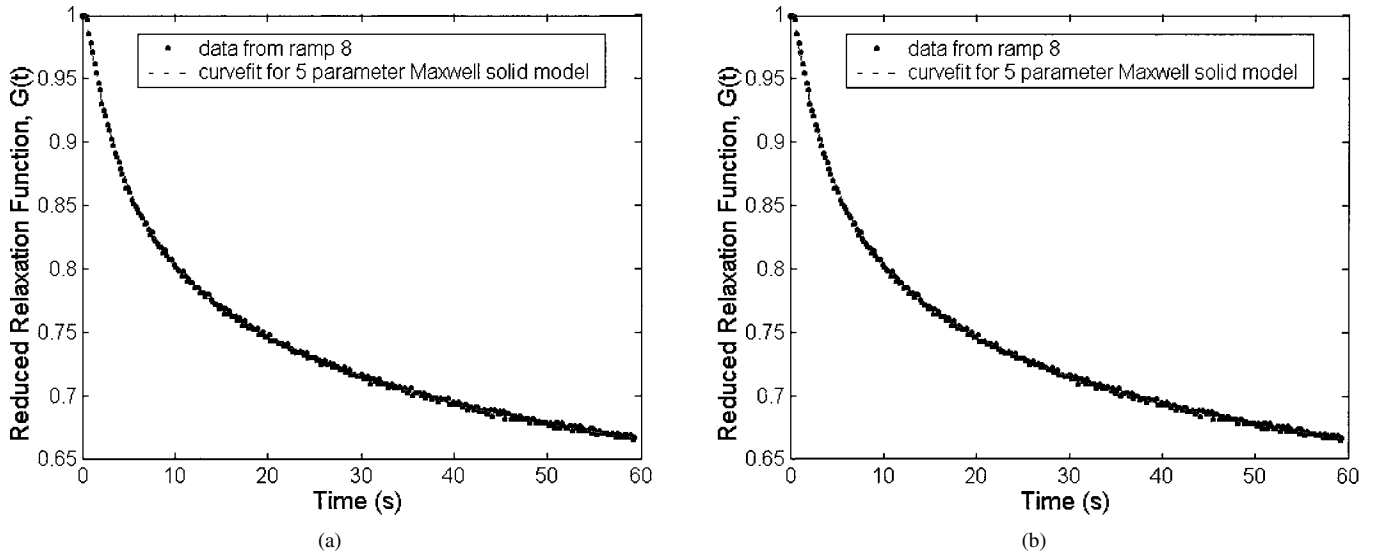 1
0.95
0.9
0.85
0.8
0.75
0.7
0.65
Reduced Relaxation Function, G(t)
data from ramp 8
curvefit for 5 parameter Maxwell solid model
0 10 20 30 40 50 60
Time (s)
(a)
1
0.95
0.9
0.85
0.8
0.75
0.7
0.65
Reduced Relaxation Function, G(t)
data from ramp 8
curvefit for 5 parameter Maxwell solid model
0 10 20 30 40 50 60
Time (s)
(b)